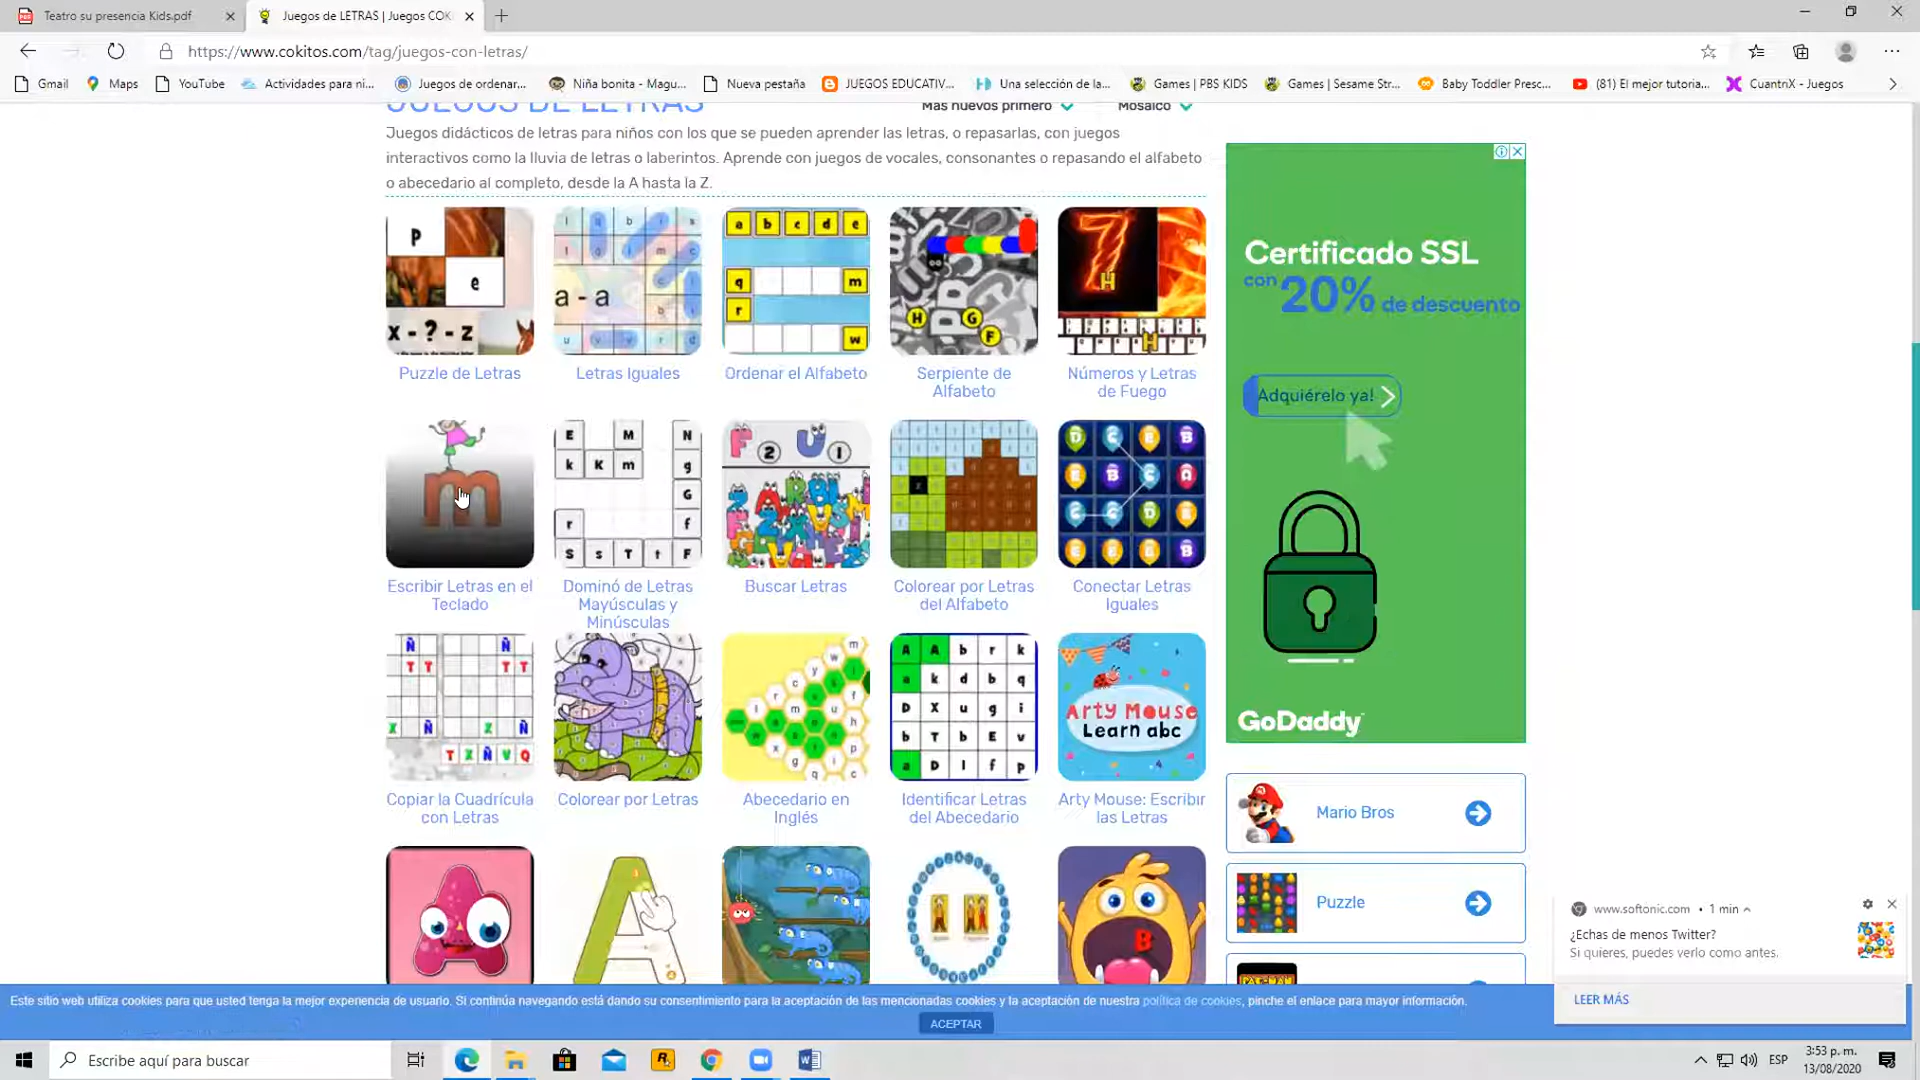 Teatro su presencia Kids.pdf
Juegos de LETRAS | Juegos COK
https://www.cokitos.com/tag/juegos-con-letras/
Gmail
Maps
YouTube
Actividades para ni...
Juegos de ordenar...
Niña bonita - Magu...
Nueva pestaña
JUEGOS EDUCATIV...
Una selección de la...
Games | PBS KIDS
Games | Sesame Str...
Baby Toddler Presc...
(81) El mejor tutoria...
CuantriX - Juegos
JUEGOS DE LETRAS
Más nuevos primero
Mosaico
Juegos didácticos de letras para niños con los que se pueden aprender las letras, o repasarlas, con juegos
interactivos como la lluvia de letras o laberintos. Aprende con juegos de vocales, consonantes o repasando el alfabeto
o abecedario al completo, desde la A hasta la Z.
Puzzle de Letras
Letras Iguales
Ordenar el Alfabeto
Serpiente de
Alfabeto
Números y Letras
de Fuego
Escribir Letras en el
Teclado
Dominó de Letras
Mayúsculas y
Minúsculas
Buscar Letras
Colorear por Letras
del Alfabeto
Conectar Letras
Iguales
Arty Mouse
Learn abc
Copiar la Cuadrícula
con Letras
Colorear por Letras
Abecedario en
Inglés
Identificar Letras
del Abecedario
Arty Mouse: Escribir
las Letras
Certificado SSL
con 20% de descuento
Adquiérelo ya!
GoDaddy
Mario Bros
Puzzle
www.softonic.com • 1 min
¿Echas de menos Twitter?
Si quieres, puedes verlo como antes.
LEER MÁS
Este sitio web utiliza cookies para que usted tenga la mejor experiencia de usuario. Si continúa navegando está dando su consentimiento para la aceptación de las mencionadas cookies y la aceptación de nuestra política de cookies, pinche el enlace para mayor información.
ACEPTAR
Escribe aquí para buscar
ESP
3:53 p. m.
13/08/2020